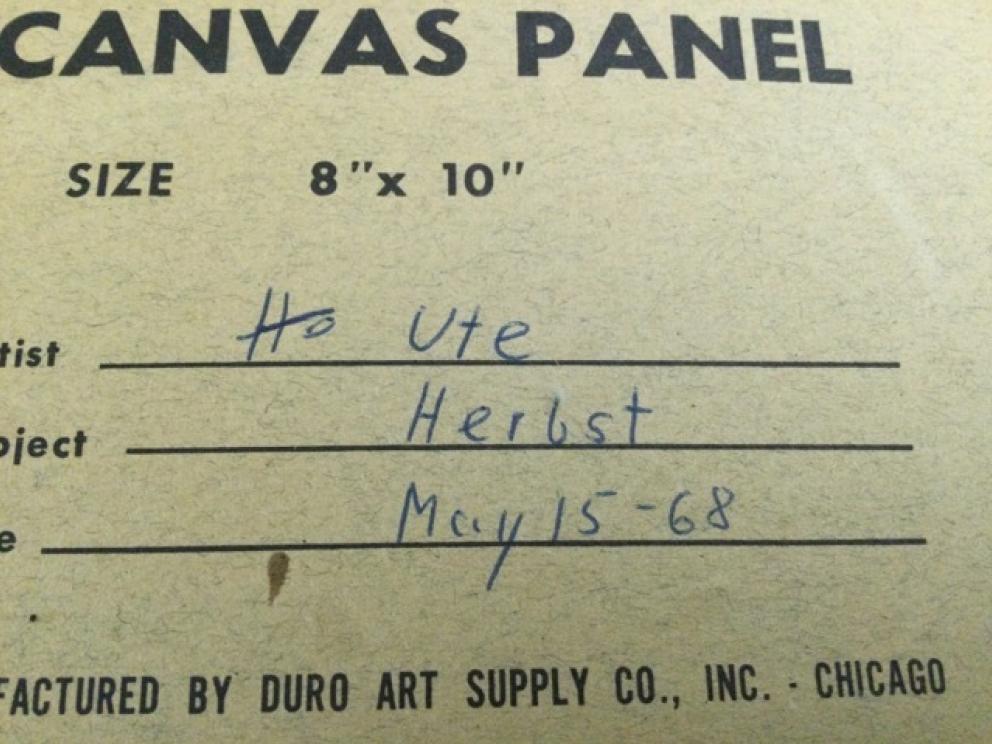 CANVAS PANEL
SIZE 8"x 10"
tist Ho Ute
bject Herbst
e May 15-68
FACTURED BY DURO ART SUPPLY CO., INC. - CHICAGO